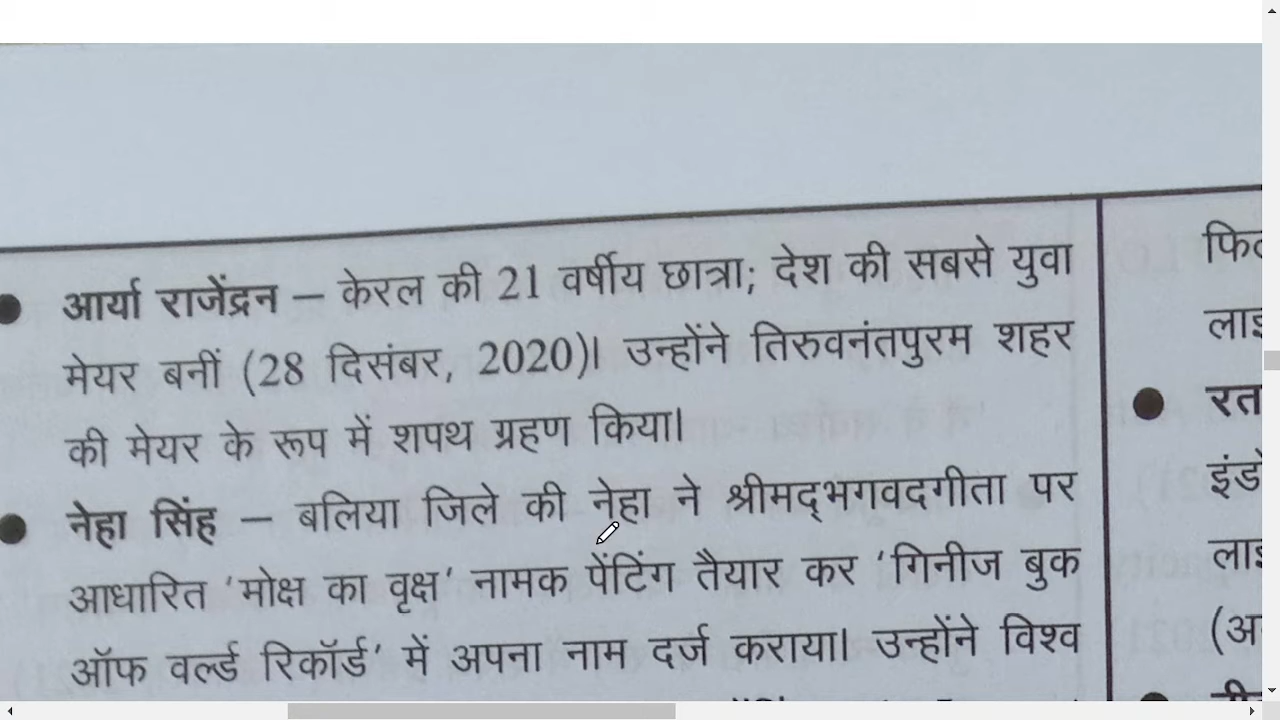 आर्या राजेंद्रन – केरल की 21 वर्षीय छात्रा; देश की सबसे युवा
मेयर बनीं (28 दिसंबर, 2020)। उन्होंने तिरुवनंतपुरम शहर
की मेयर के रूप में शपथ ग्रहण किया।
नेहा सिंह – बलिया जिले की नेहा ने श्रीमद्भगवदगीता पर
आधारित 'मोक्ष का वृक्ष' नामक पेंटिंग तैयार कर 'गिनीज बुक
ऑफ वर्ल्ड रिकॉर्ड' में अपना नाम दर्ज कराया। उन्होंने विश्व